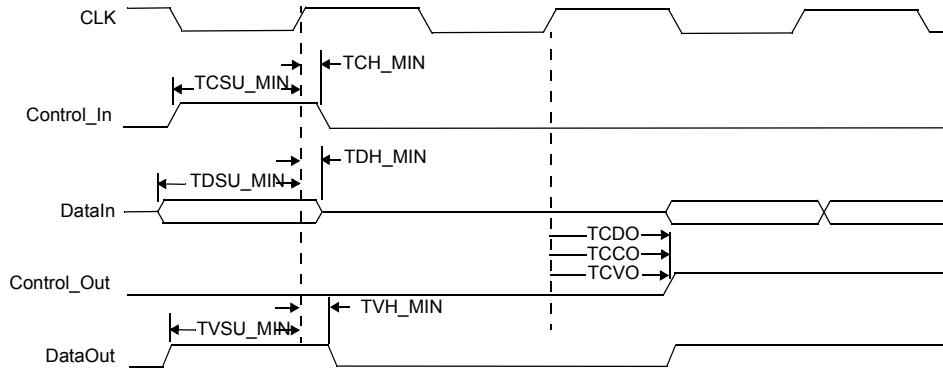 CLK
TCH_MIN
TCSU_MIN
Control_In
TDH_MIN
TDSU_MIN
DataIn
TCDO
TCCO
TCVO
Control_Out
TVH_MIN
TVSU_MIN
DataOut